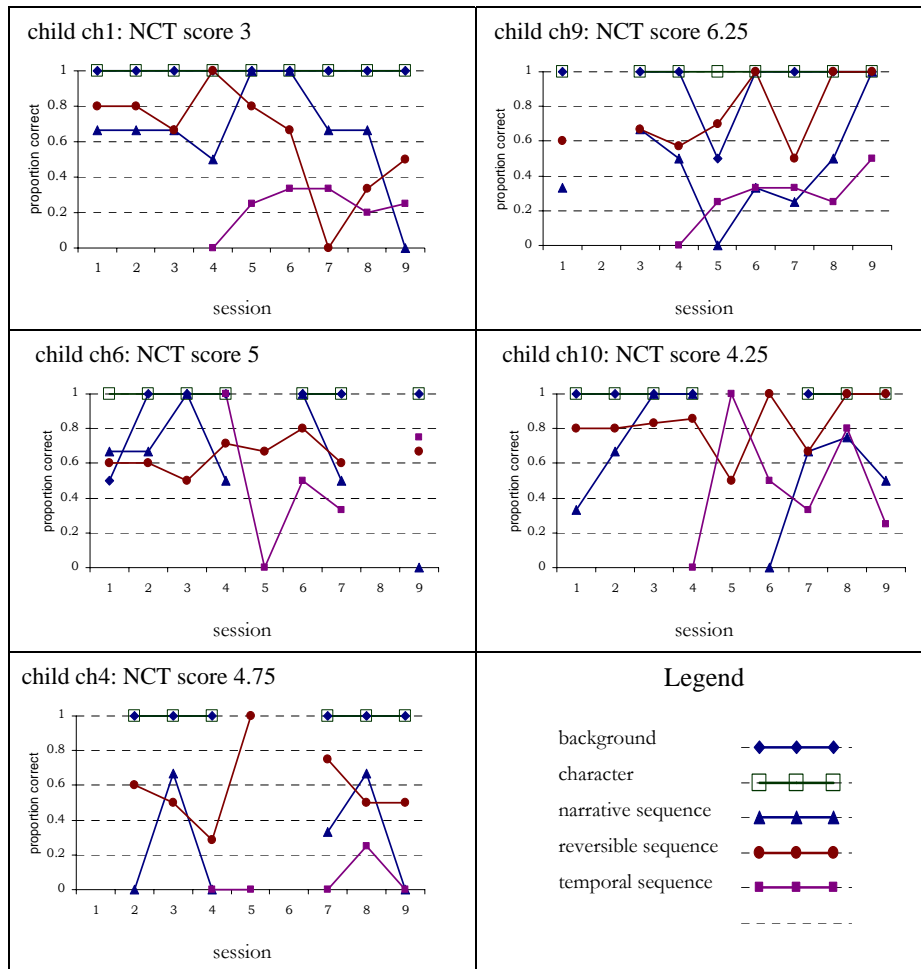 child ch1: NCT score 3
proportion correct
1
0.8
0.6
0.4
0.2
0
1 2 3 4 5 6 7 8 9
session
child ch9: NCT score 6.25
proportion correct
1
0.8
0.6
0.4
0.2
0
1 2 3 4 5 6 7 8 9
session
child ch6: NCT score 5
proportion correct
1
0.8
0.6
0.4
0.2
0
1 2 3 4 5 6 7 8 9
session
child ch10: NCT score 4.25
proportion correct
1
0.8
0.6
0.4
0.2
0
1 2 3 4 5 6 7 8 9
session
child ch4: NCT score 4.75
proportion correct
1
0.8
0.6
0.4
0.2
0
1 2 3 4 5 6 7 8 9
session
Legend
background
character
narrative sequence
reversible sequence
temporal sequence